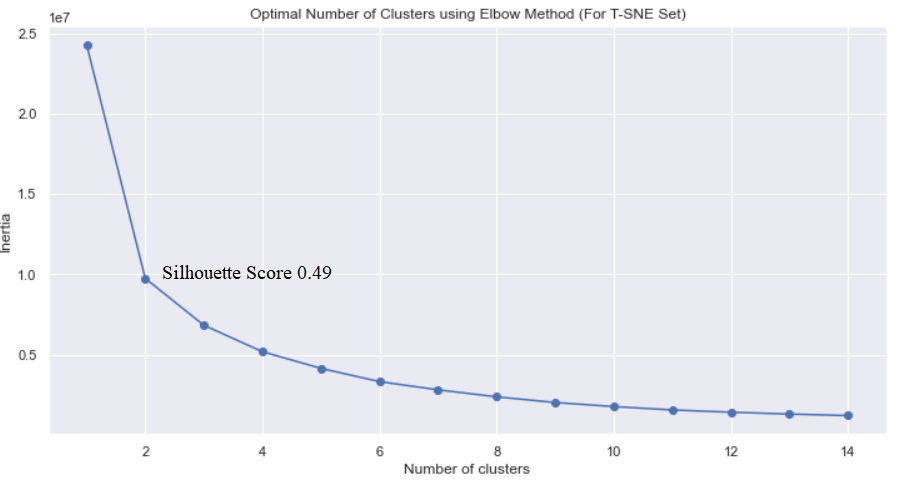 Optimal Number of Clusters using Elbow Method (For T-SNE Set)
1e7
2.5
2.0
1.5
1.0
0.5
Inertia
Silhouette Score 0.49
2 4 6 8 10 12 14
Number of clusters